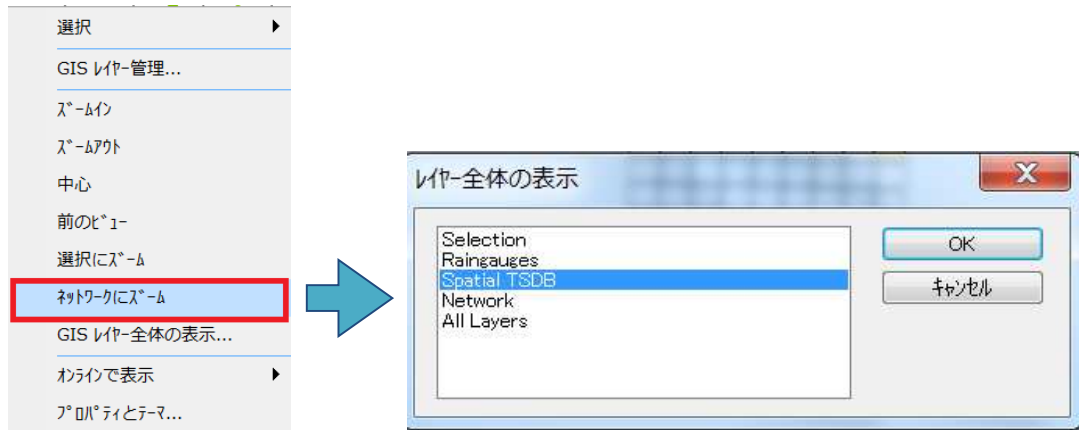 選択
GIS ﾚｲﾔｰ管理...
ｽﾞｰﾑｲﾝ
ｽﾞｰﾑｱｳﾄ
中心
前のﾋﾞｭｰ
選択にｽﾞｰﾑ
ﾈｯﾄﾜｰｸにｽﾞｰﾑ
GIS ﾚｲﾔｰ全体の表示...
ｵﾝﾗｲﾝで表示
ﾌﾟﾛﾊﾟﾃｨとﾃｰﾏ...
ﾚｲﾔｰ全体の表示
Selection
Raingauges
Spatial TSDB
Network
All Layers
OK
ｷｬﾝｾﾙ